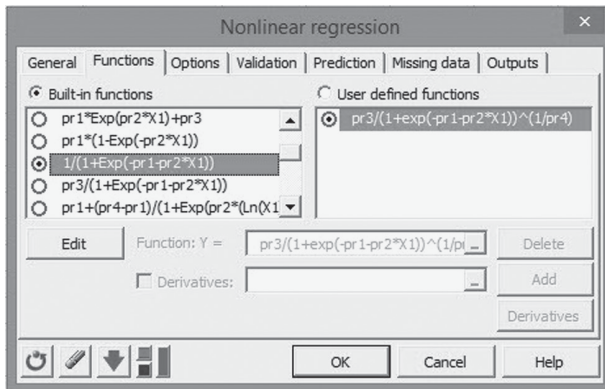 Nonlinear regression
General Functions Options Validation Prediction Missing data Outputs
Built-in functions
pr1*Exp(pr2*X1)+pr3
pr1*(1-Exp(-pr2*X1))
1/(1+Exp(-pr1-pr2*X1))
pr3/(1+Exp(-pr1-pr2*X1))
pr1+(pr4-pr1)/(1+Exp(pr2*(Ln(X1
User defined functions
pr3/(1+exp(-pr1-pr2*X1))^(1/pr4)
Edit
Function: Y = pr3/(1+exp(-pr1-pr2*X1))^(1/pr ...
Delete
Derivatives: ...
Add
Derivatives
OK Cancel Help